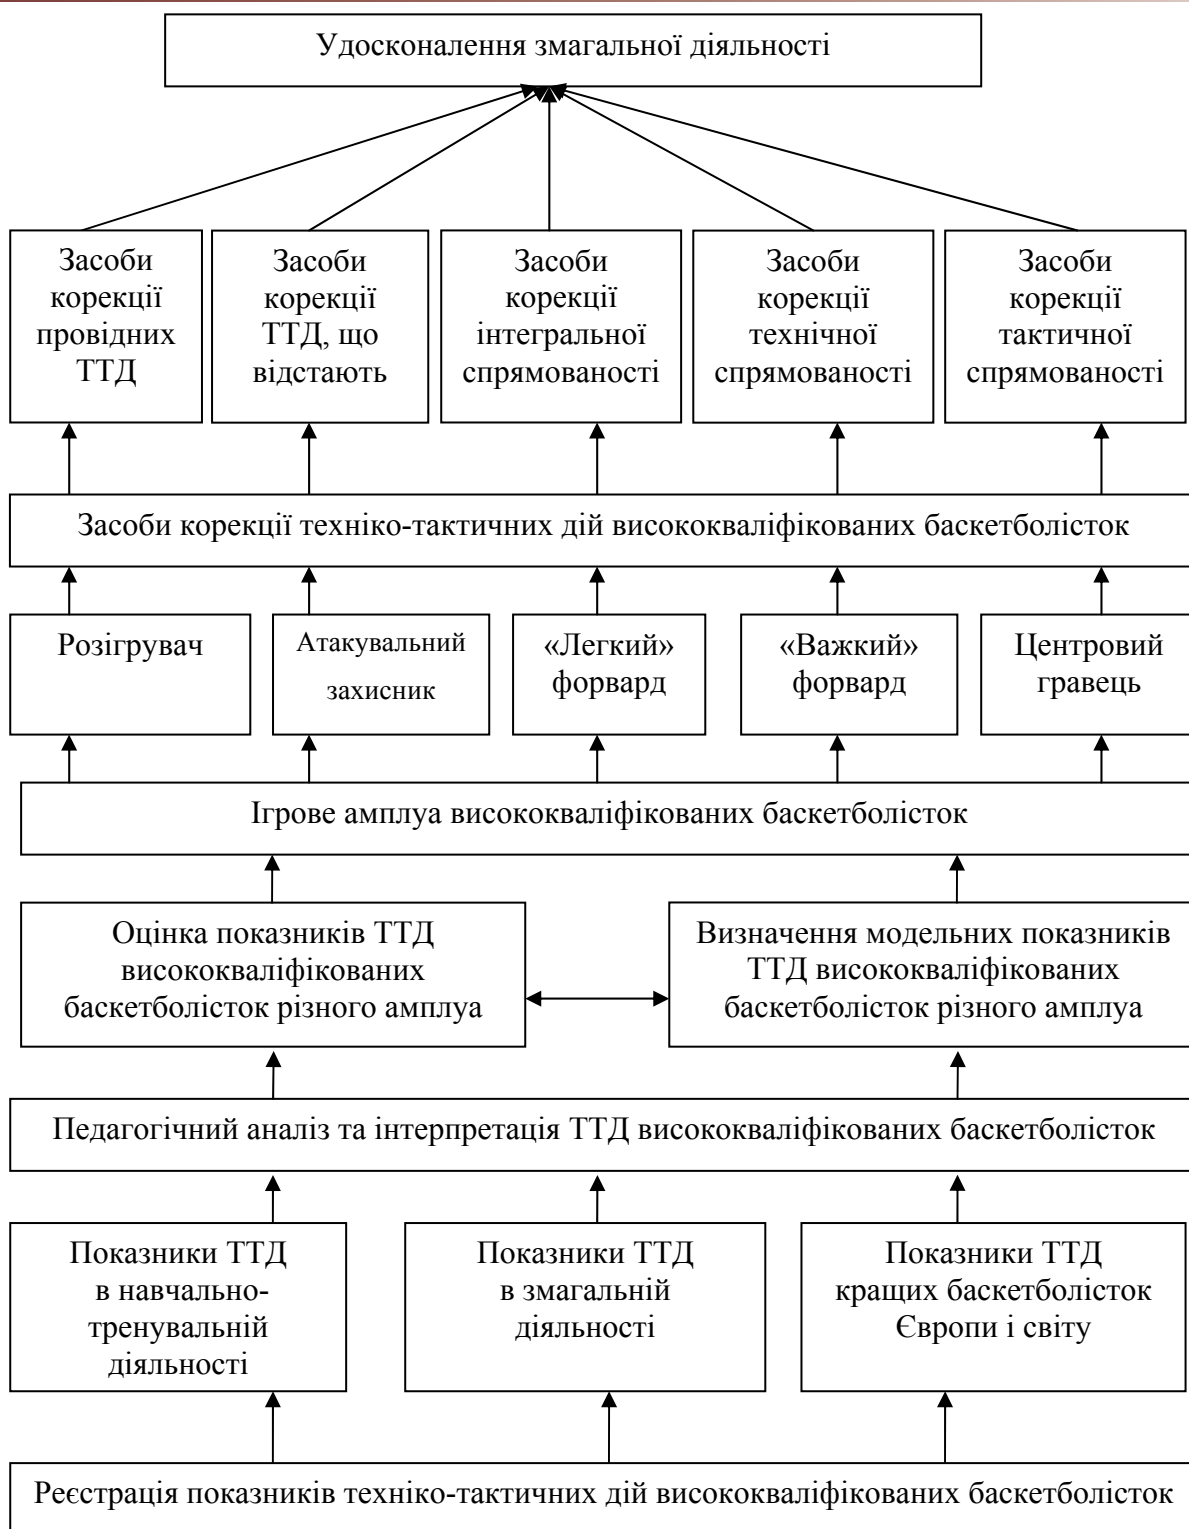 Удосконалення змагальної діяльності
Засоби
корекції
провідних
ТТД
Засоби
корекції
ТТД, що
відстають
Засоби
корекції
інтегральної
спрямованості
Засоби
корекції
технічної
спрямованості
Засоби
корекції
тактичної
спрямованості
Засоби корекції техніко-тактичних дій висококваліфікованих баскетболісток
Розігрувач
Атакувальний
захисник
«Легкий»
форвард
«Важкий»
форвард
Центровий
гравець
Ігрове амплуа висококваліфікованих баскетболісток
Оцінка показників ТТД
висококваліфікованих
баскетболісток різного амплуа
Визначення модельних показників
ТТД висококваліфікованих
баскетболісток різного амплуа
Педагогічний аналіз та інтерпретація ТТД висококваліфікованих баскетболісток
Показники ТТД
в навчально-
тренувальній
діяльності
Показники ТТД
в змагальній
діяльності
Показники ТТД
кращих баскетболісток
Європи і світу
Реєстрація показників техніко-тактичних дій висококваліфікованих баскетболісток